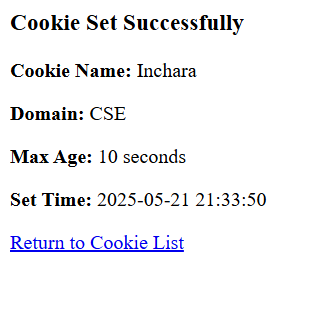 Cookie Set Successfully
Cookie Name: Inchara
Domain: CSE
Max Age: 10 seconds
Set Time: 2025-05-21 21:33:50
Return to Cookie List